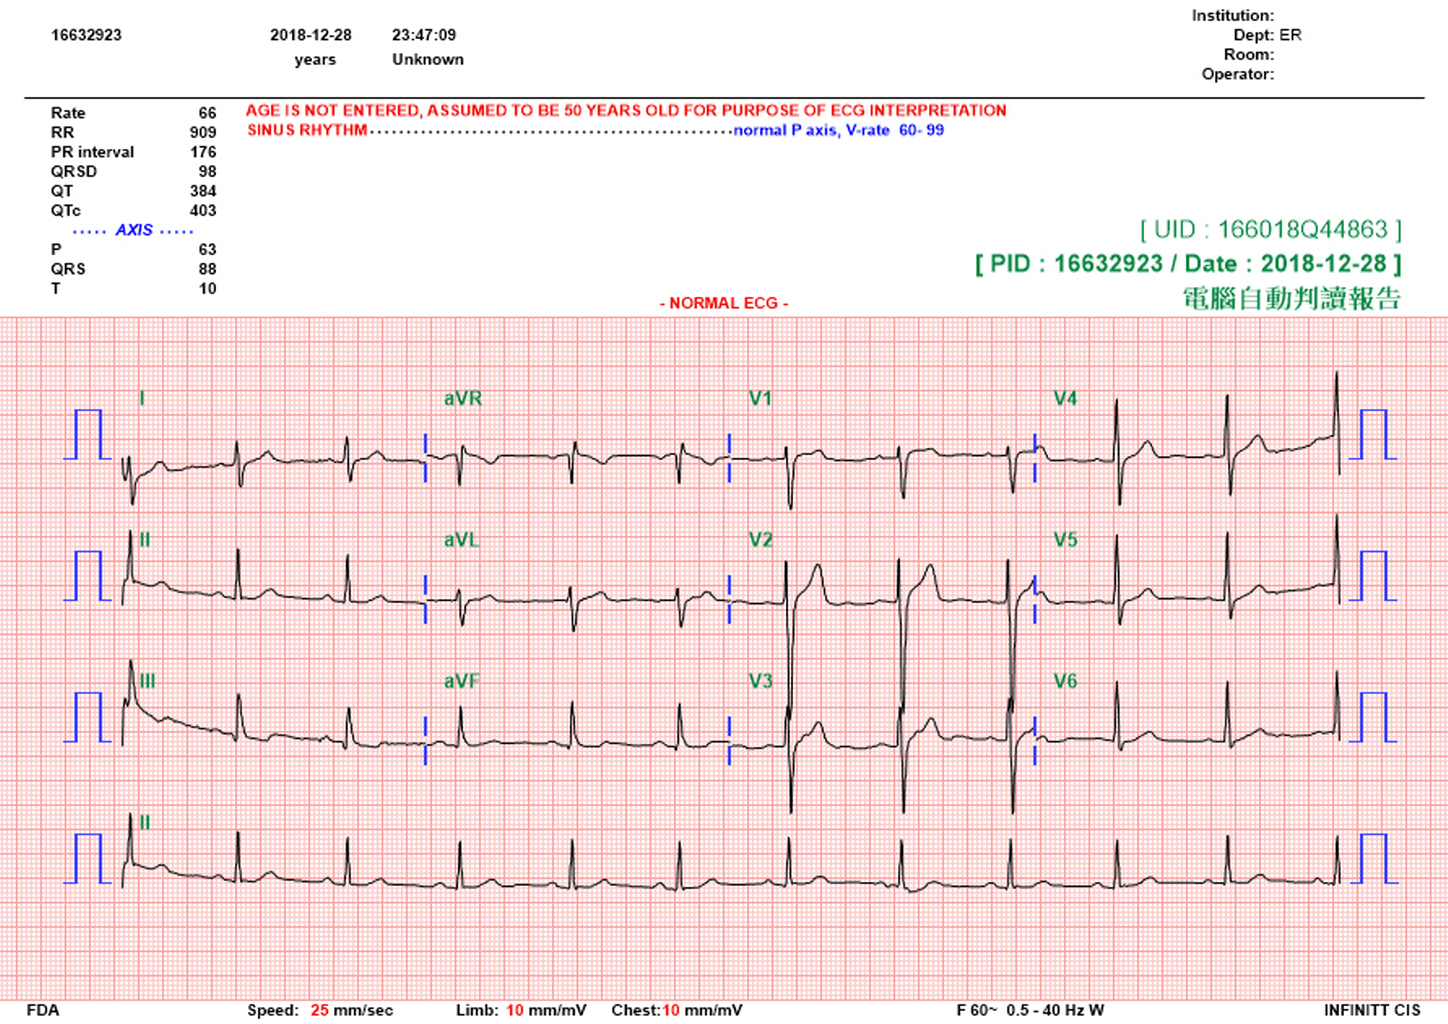 16632923 2018-12-28 23:47:09
years Unknown
Institution:
Dept: ER
Room:
Operator:
Rate 66
RR 909
PR interval 176
QRSD 98
QT 384
QTc 403
····· AXIS ·····
P 63
QRS 88
T 10
AGE IS NOT ENTERED, ASSUMED TO BE 50 YEARS OLD FOR PURPOSE OF ECG INTERPRETATION
SINUS RHYTHM··············································normal P axis, V-rate 60- 99
[ UID : 166018Q44863 ]
[ PID : 16632923 / Date : 2018-12-28 ]
電腦自動判讀報告
- NORMAL ECG -
I aVR V1 V4
II aVL V2 V5
III aVF V3 V6
II
FDA Speed: 25 mm/sec Limb: 10 mm/mV Chest:10 mm/mV F 60~ 0.5 - 40 Hz W INFINITT CIS